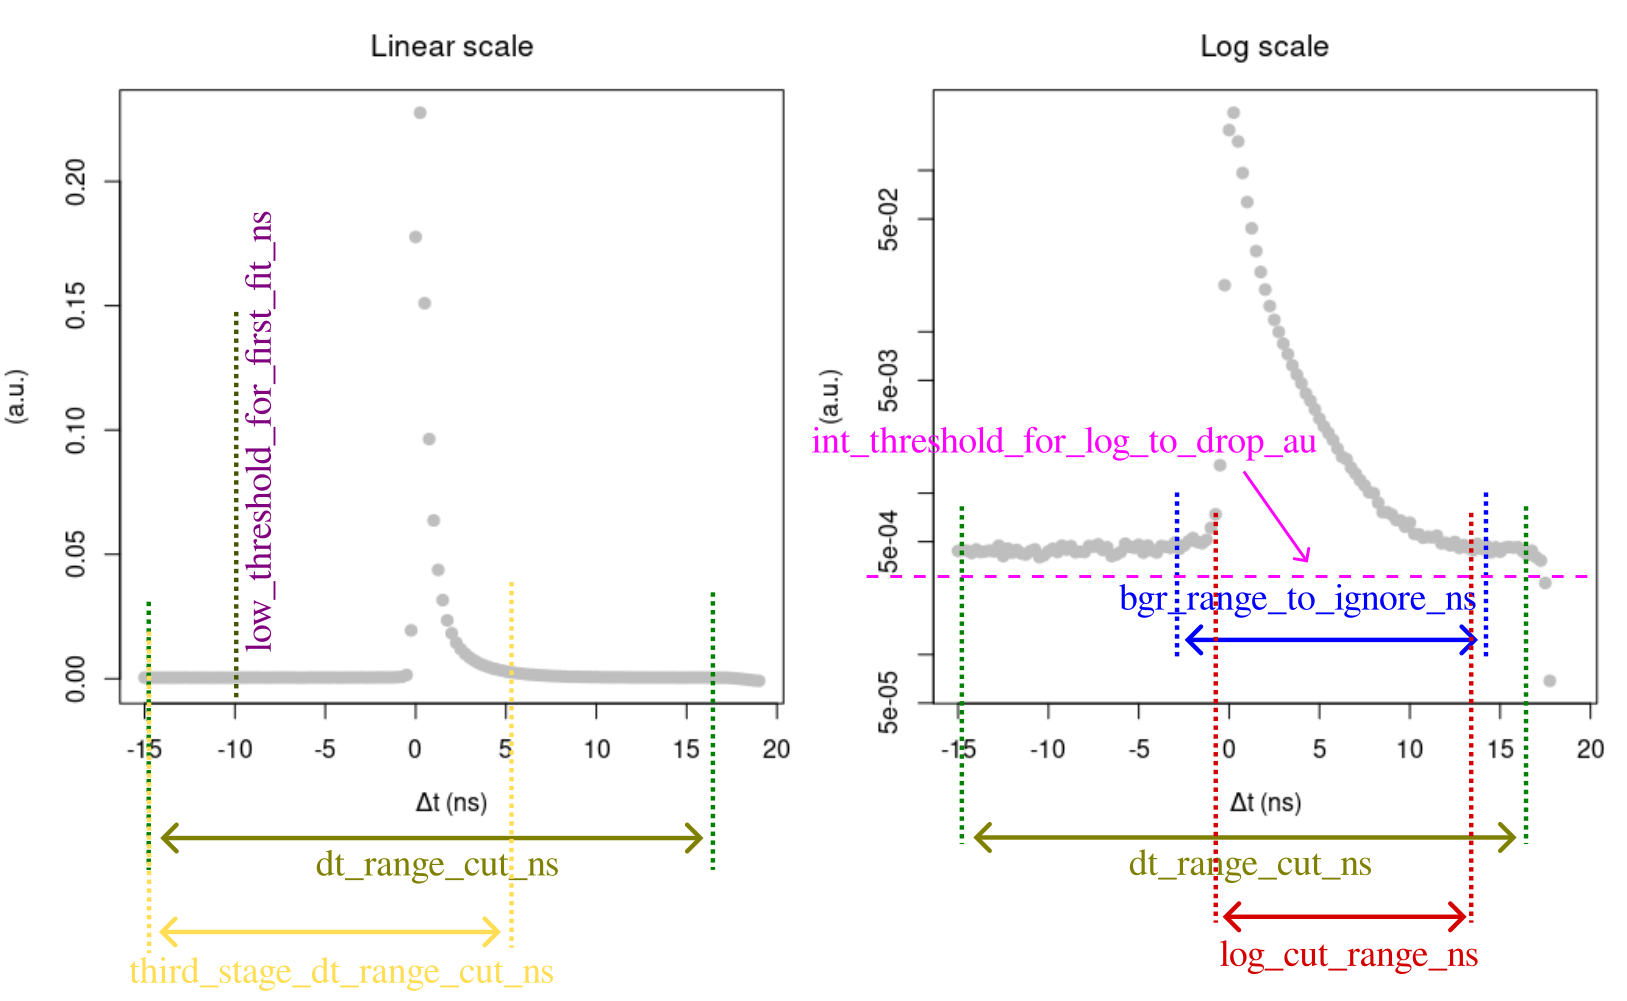 Linear scale
(a.u.)
0.20
0.15
0.10
0.05
0.00
low_threshold_for_first_fit_ns
-15 -10 -5 0 5 10 15 20
Δt (ns)
dt_range_cut_ns
third_stage_dt_range_cut_ns
Log scale
(a.u.)
5e-02
5e-03
5e-04
5e-05
int_threshold_for_log_to_drop_au
bgr_range_to_ignore_ns
-15 -10 -5 0 5 10 15 20
Δt (ns)
dt_range_cut_ns
log_cut_range_ns